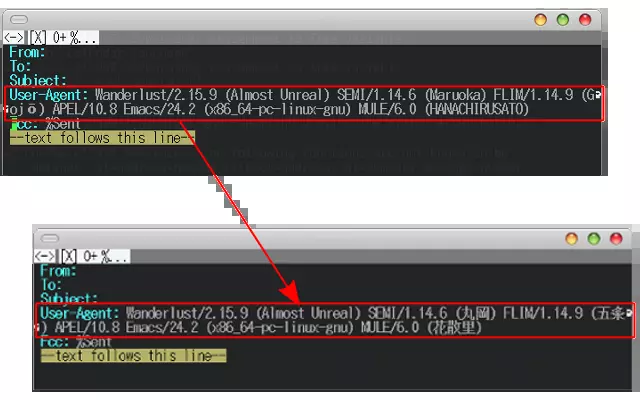 <->|[X] 0+ %...
From:
To:
Subject:
User-Agent: Wanderlust/2.15.9 (Almost Unreal) SEMI/1.14.6 (Maruoka) FLIM/1.14.9 (G
ojō) APEL/10.8 Emacs/24.2 (x86_64-pc-linux-gnu) MULE/6.0 (HANACHIRUSATO)
Fcc: %Sent
--text follows this line--
<->|[X] 0+ %...
From:
To:
Subject:
User-Agent: Wanderlust/2.15.9 (Almost Unreal) SEMI/1.14.6 (丸岡) FLIM/1.14.9 (五条
) APEL/10.8 Emacs/24.2 (x86_64-pc-linux-gnu) MULE/6.0 (花散里)
Fcc: %Sent
--text follows this line--